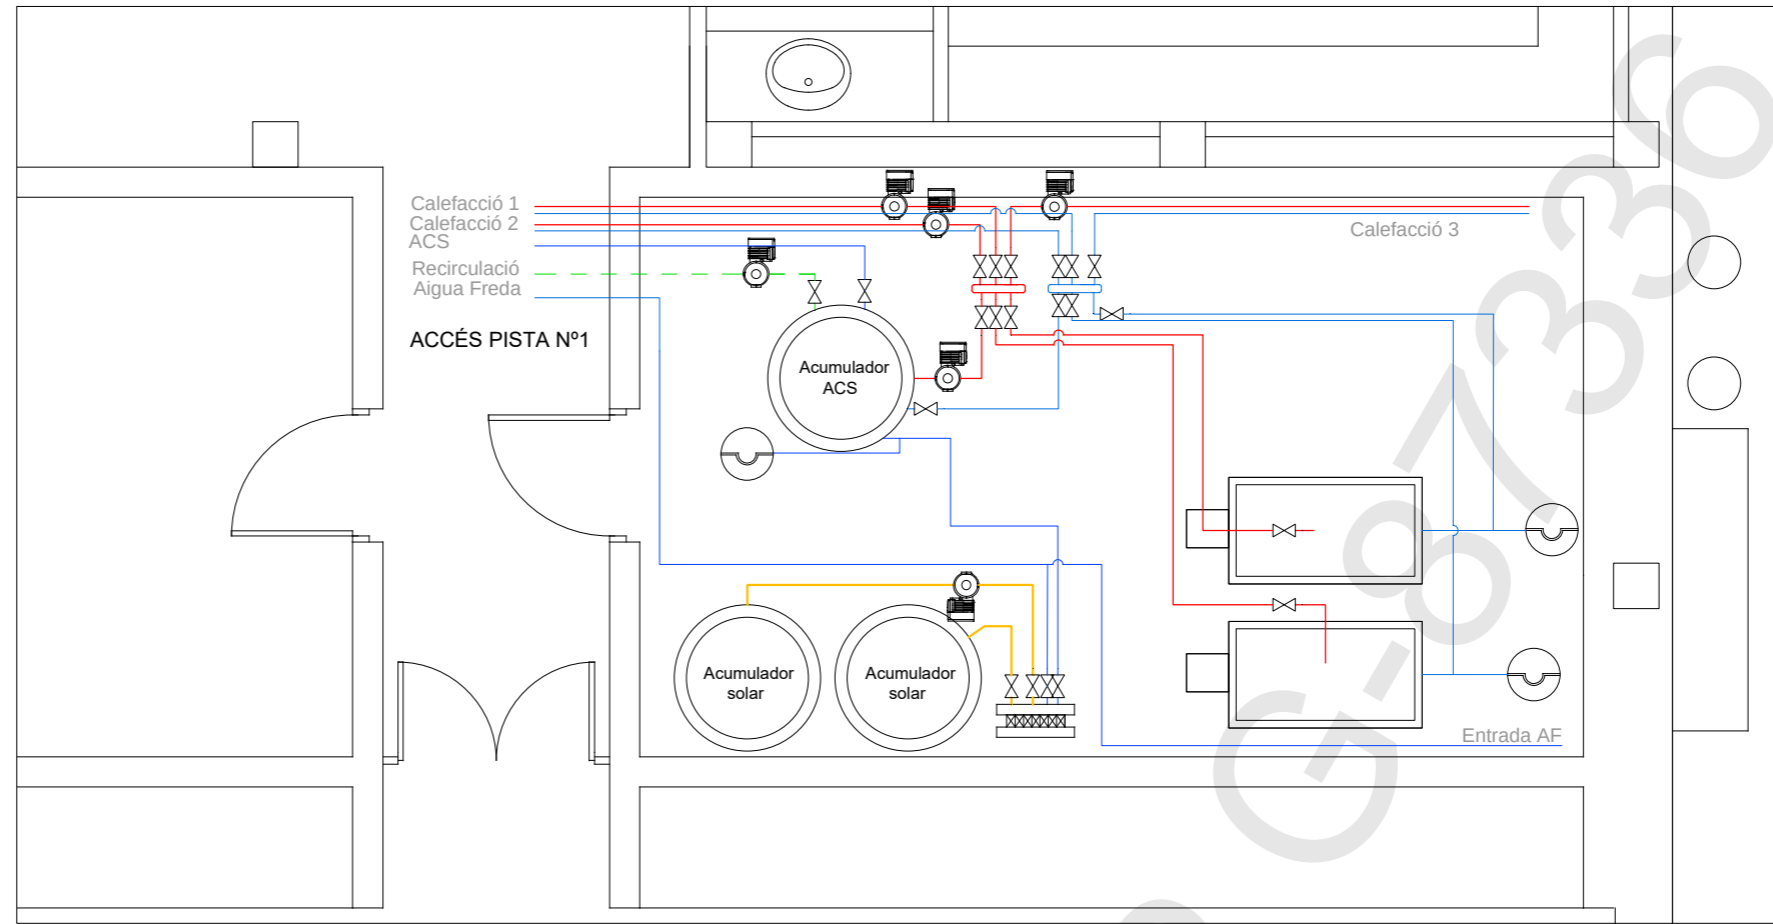 Calefacció 1
Calefacció 2
ACS
Recirculació
Aigua Freda
ACCÉS PISTA Nº1
Calefacció 3
Acumulador
ACS
Acumulador
solar
Acumulador
solar
Entrada AF
G-87336